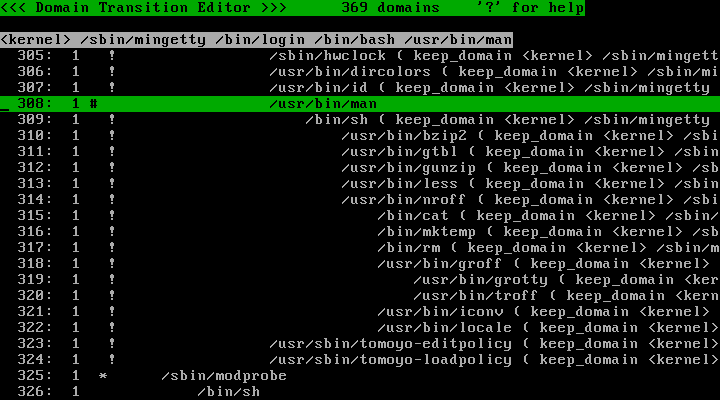 <<< Domain Transition Editor >>>      369 domains    '?' for help
<kernel> /sbin/mingetty /bin/login /bin/bash /usr/bin/man
305:  1   !                 /sbin/hwclock ( keep_domain <kernel> /sbin/mingett
306:  1   !                 /usr/bin/dircolors ( keep_domain <kernel> /sbin/mi
307:  1   !                 /usr/bin/id ( keep_domain <kernel> /sbin/mingetty
_ 308:  1 #                   /usr/bin/man
309:  1   !                     /bin/sh ( keep_domain <kernel> /sbin/mingetty
310:  1   !                         /usr/bin/bzip2 ( keep_domain <kernel> /sbi
311:  1   !                         /usr/bin/gtbl ( keep_domain <kernel> /sbin
312:  1   !                         /usr/bin/gunzip ( keep_domain <kernel> /sb
313:  1   !                         /usr/bin/less ( keep_domain <kernel> /sbin
314:  1   !                         /usr/bin/nroff ( keep_domain <kernel> /sbi
315:  1   !                             /bin/cat ( keep_domain <kernel> /sbin/
316:  1   !                             /bin/mktemp ( keep_domain <kernel> /sb
317:  1   !                             /bin/rm ( keep_domain <kernel> /sbin/m
318:  1   !                             /usr/bin/groff ( keep_domain <kernel>
319:  1   !                                 /usr/bin/grotty ( keep_domain <ker
320:  1   !                                 /usr/bin/troff ( keep_domain <kern
321:  1   !                             /usr/bin/iconv ( keep_domain <kernel>
322:  1   !                             /usr/bin/locale ( keep_domain <kernel>
323:  1   !                 /usr/sbin/tomoyo-editpolicy ( keep_domain <kernel>
324:  1   !                 /usr/sbin/tomoyo-loadpolicy ( keep_domain <kernel>
325:  1  *      /sbin/modprobe
326:  1             /bin/sh